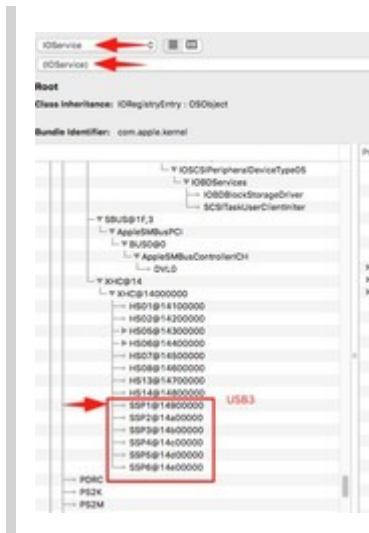 IOService
(IOService)
Root
Class Inheritance: IORegistryEntry : OSObject
Bundle Identifier: com.apple.kernel
IOSCSIPeripheralDeviceType05
IOBDServices
IOBDBlockStorageDriver
SCSITaskUserClientIniter
SBUS@1F,3
AppleSMBusPCI
BUS0@0
AppleSMBusControllerICH
DVL0
XHC@14
XHC@14000000
HS01@14100000
HS02@14200000
HS05@14300000
HS06@14400000
HS07@14500000
HS08@14600000
HS13@14700000
HS14@14800000
SSP1@14900000
USB3
SSP2@14a00000
SSP3@14b00000
SSP4@14c00000
SSP5@14d00000
SSP6@14e00000
PDRC
PS2K
PS2M